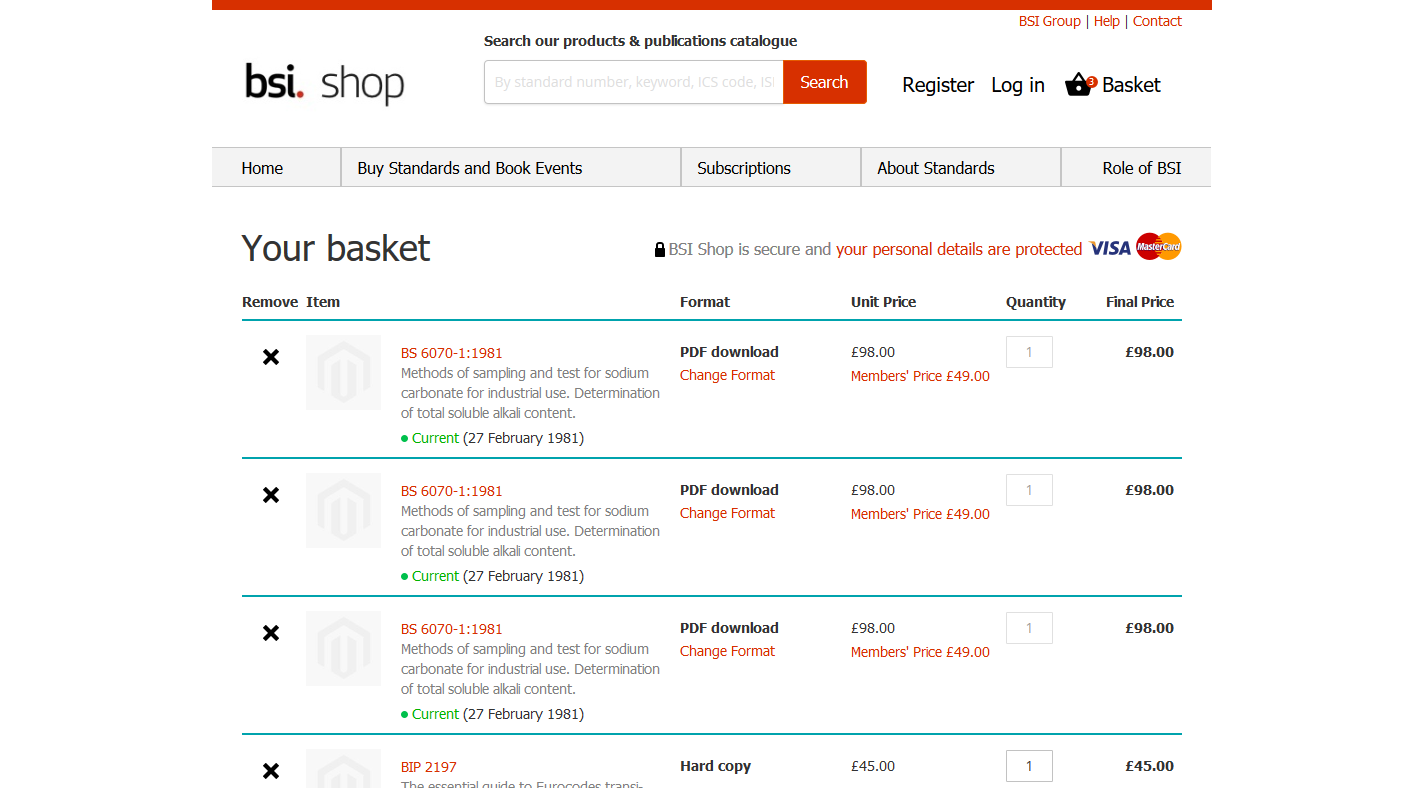 BSI Group | Help | Contact
Search our products & publications catalogue
bsi. shop
By standard number, keyword, ICS code, ISI
Search
Register Log in 3 Basket
Home Buy Standards and Book Events Subscriptions About Standards Role of BSI
Your basket
BSI Shop is secure and your personal details are protected VISA MasterCard
Remove Item Format Unit Price Quantity Final Price
BS 6070-1:1981 PDF download £98.00 1 £98.00
Methods of sampling and test for sodium Change Format Members' Price £49.00
carbonate for industrial use. Determination
of total soluble alkali content.
Current (27 February 1981)
BS 6070-1:1981 PDF download £98.00 1 £98.00
Methods of sampling and test for sodium Change Format Members' Price £49.00
carbonate for industrial use. Determination
of total soluble alkali content.
Current (27 February 1981)
BS 6070-1:1981 PDF download £98.00 1 £98.00
Methods of sampling and test for sodium Change Format Members' Price £49.00
carbonate for industrial use. Determination
of total soluble alkali content.
Current (27 February 1981)
BIP 2197 Hard copy £45.00 1 £45.00
The essential guide to Eurocodes transi-